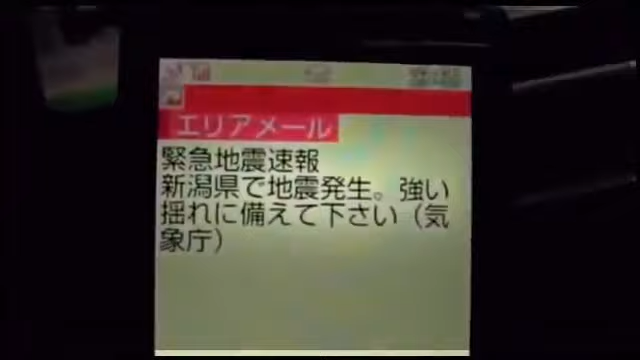 エリアメール
緊急地震速報
新潟県で地震発生。強い
揺れに備えて下さい（気
象庁）